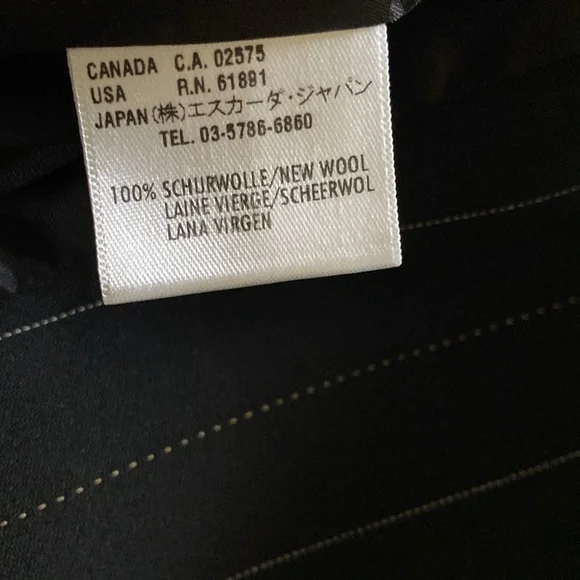 CANADA C.A. 02575
USA R.N. 61891
JAPAN(株)エスカーダ・ジャパン
TEL. 03-5786-6860
100% SCHURWOLLE/NEW WOOL
LAINE VIERGE/SCHEERWOL
LANA VIRGEN